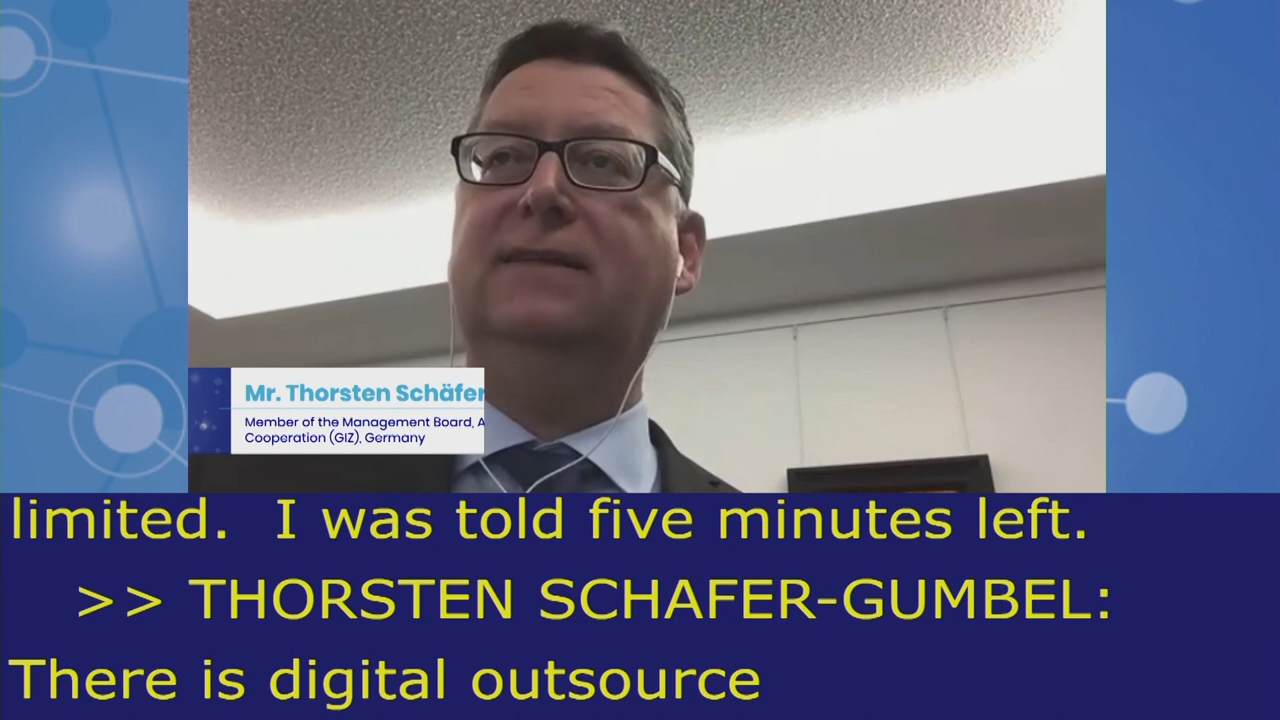 Mr. Thorsten Schäfer
Member of the Management Board, A
Cooperation (GIZ), Germany
limited. I was told five minutes left.
>> THORSTEN SCHAFER-GUMBEL:
There is digital outsource